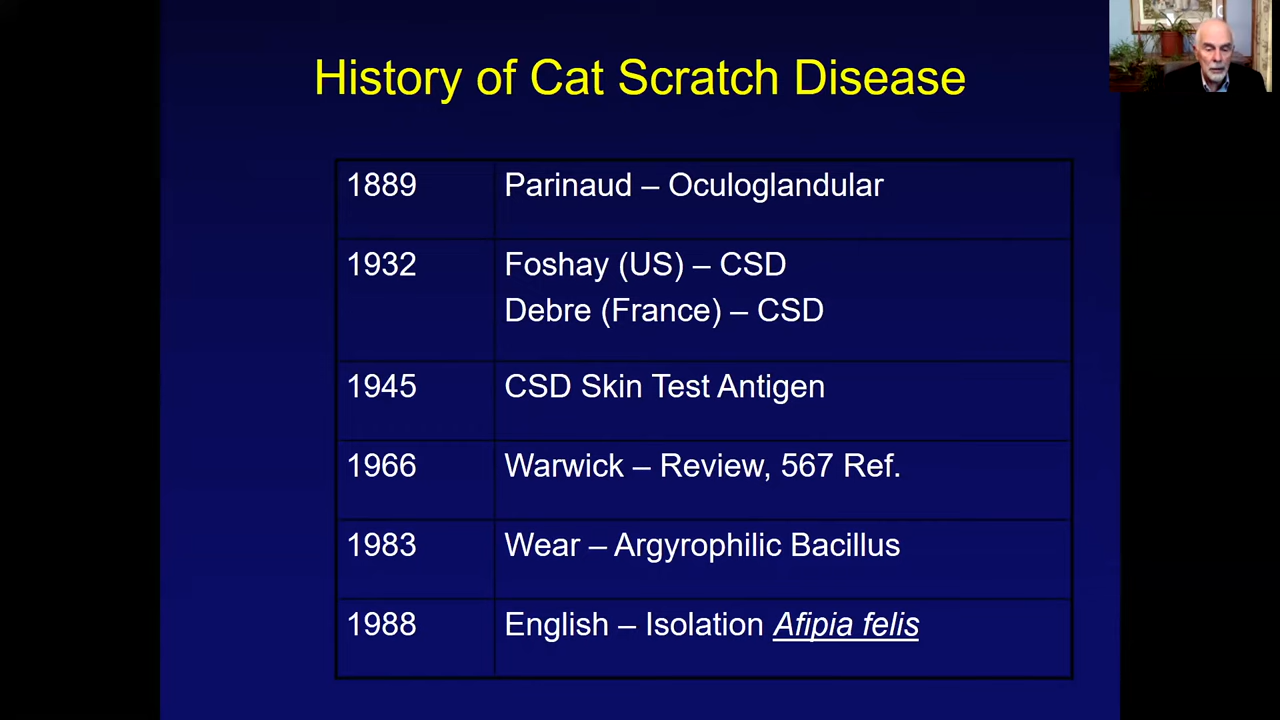 History of Cat Scratch Disease
1889 Parinaud – Oculoglandular
1932 Foshay (US) – CSD
Debre (France) – CSD
1945 CSD Skin Test Antigen
1966 Warwick – Review, 567 Ref.
1983 Wear – Argyrophilic Bacillus
1988 English – Isolation Afipia felis